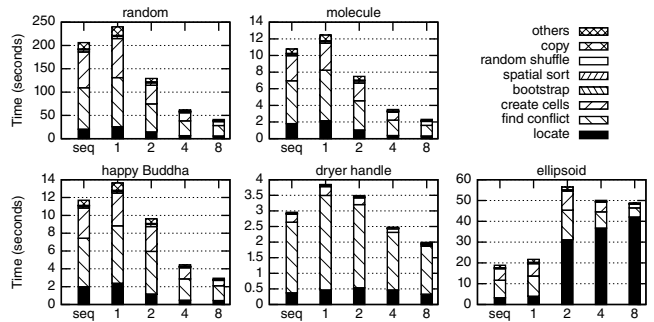 random
250
200
150
100
50
0
Time (seconds)
seq 1 2 4 8
molecule
14
12
10
8
6
4
2
0
seq 1 2 4 8
others
copy
random shuffle
spatial sort
bootstrap
create cells
find conflict
locate
happy Buddha
14
12
10
8
6
4
2
0
Time (seconds)
seq 1 2 4 8
dryer handle
4
3.5
3
2.5
2
1.5
1
0.5
0
seq 1 2 4 8
ellipsoid
60
50
40
30
20
10
0
seq 1 2 4 8